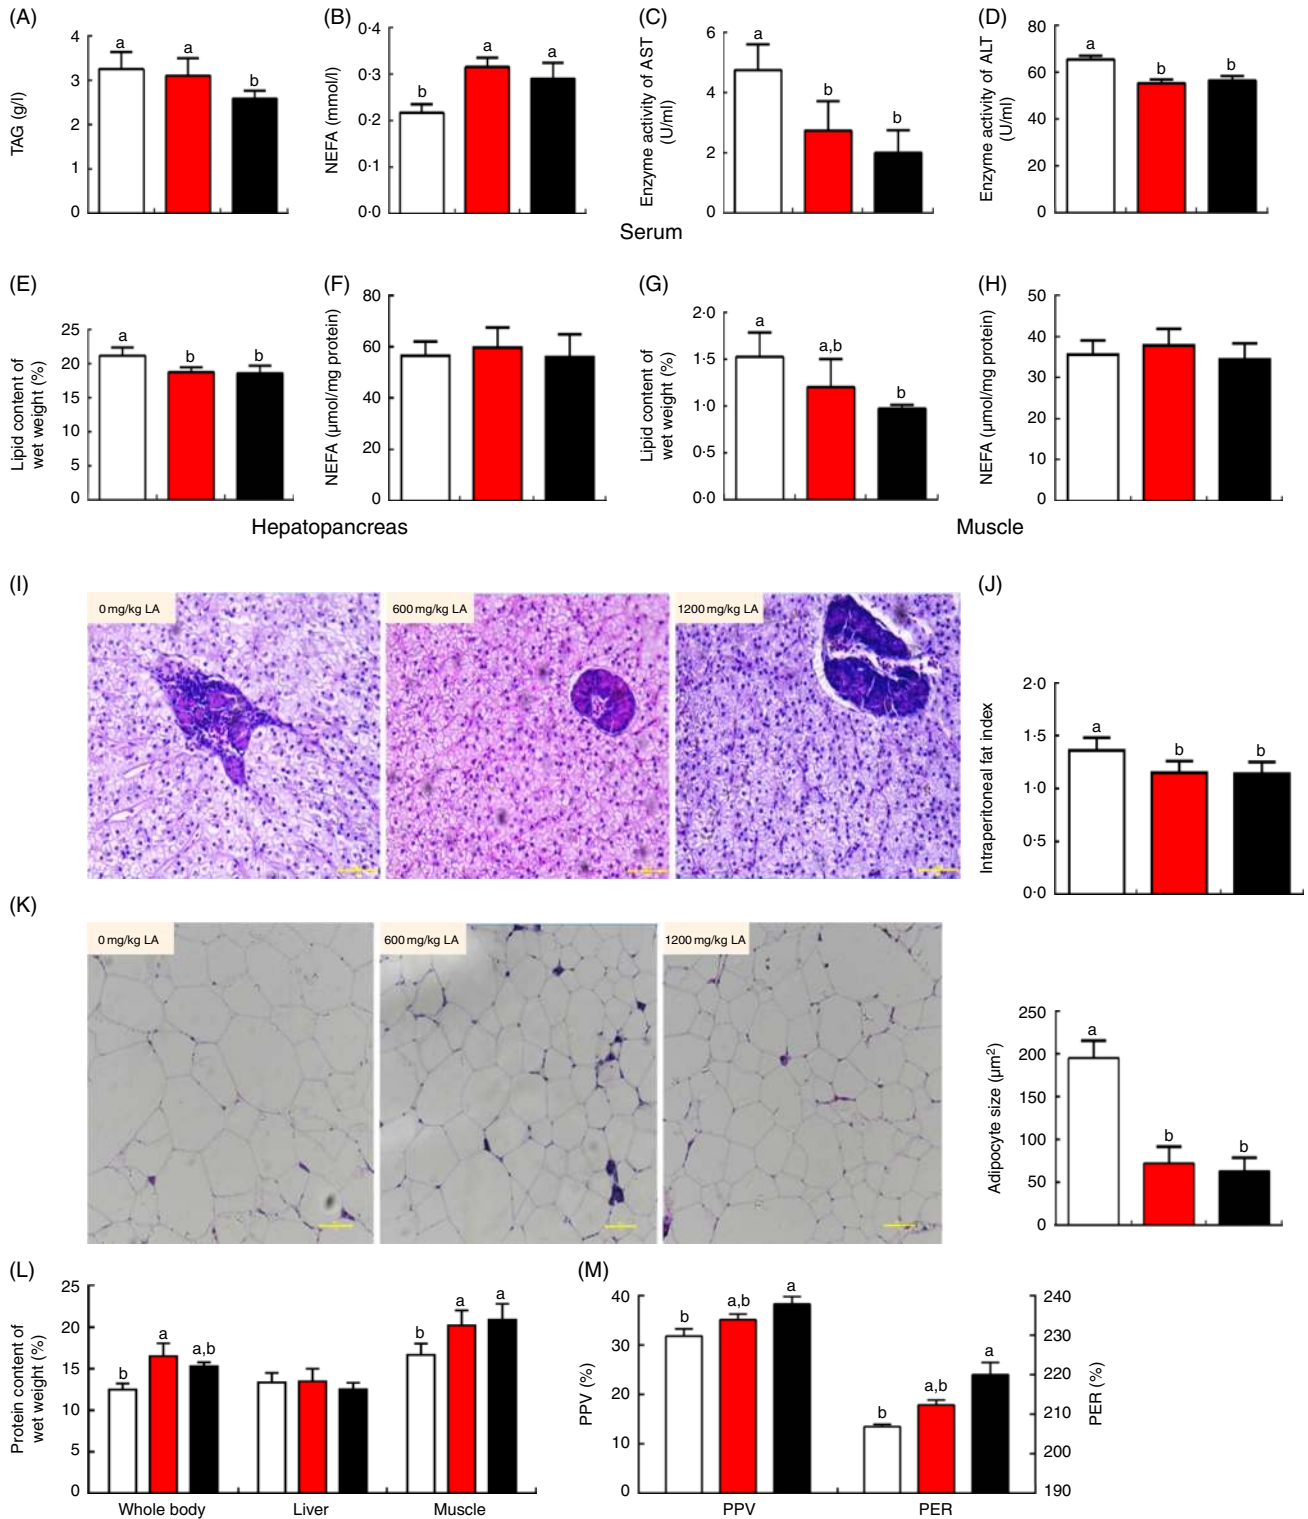 (A)
TAG (g/l)
4
3
2
1
0
a
a
b
(B)
NEFA (mmol/l)
0·4
0·3
0·2
0·1
0·0
b
a
a
(C)
Enzyme activity of AST
(U/ml)
6
4
2
0
a
b
b
(D)
Enzyme activity of ALT
(U/ml)
80
60
40
20
0
a
b
b
Serum
(E)
Lipid content of
wet weight (%)
25
20
15
10
5
0
a
b
b
(F)
NEFA (µmol/mg protein)
80
60
40
20
0
(G)
Lipid content of
wet weight (%)
2·0
1·5
1·0
0·5
0·0
a
a,b
b
(H)
NEFA (µmol/mg protein)
50
40
30
20
10
0
Hepatopancreas
Muscle
(I)
0 mg/kg LA
600 mg/kg LA
1200 mg/kg LA
(J)
Intraperitoneal fat index
2·0
1·5
1·0
0·5
0·0
a
b
b
(K)
0 mg/kg LA
600 mg/kg LA
1200 mg/kg LA
Adipocyte size (µm²)
250
200
150
100
50
0
a
b
b
(L)
Protein content of
wet weight (%)
25
20
15
10
5
0
b
a
a,b
b
a
a
Whole body
Liver
Muscle
(M)
PPV (%)
40
30
20
10
0
b
a,b
a
b
a,b
a
240
230
220
210
200
190
PER (%)
PPV
PER